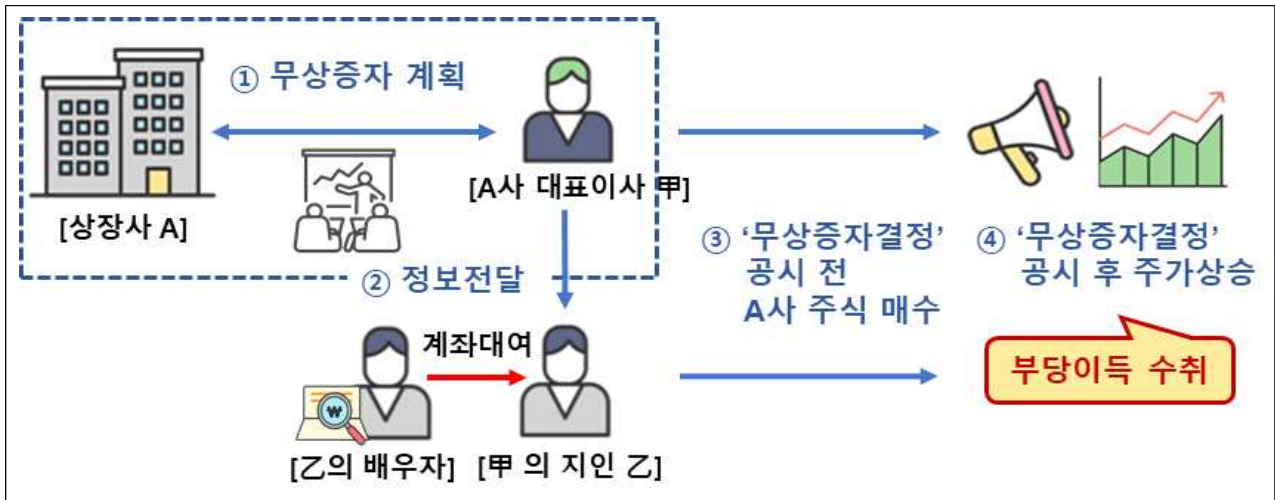 ① 무상증자 계획
[상장사 A]
[A사 대표이사 甲]
② 정보전달
③ ‘무상증자결정’
공시 전
A사 주식 매수
④ ‘무상증자결정’
공시 후 주가상승
계좌대여
₩
[乙의 배우자]
[甲 의 지인 乙]
부당이득 수취